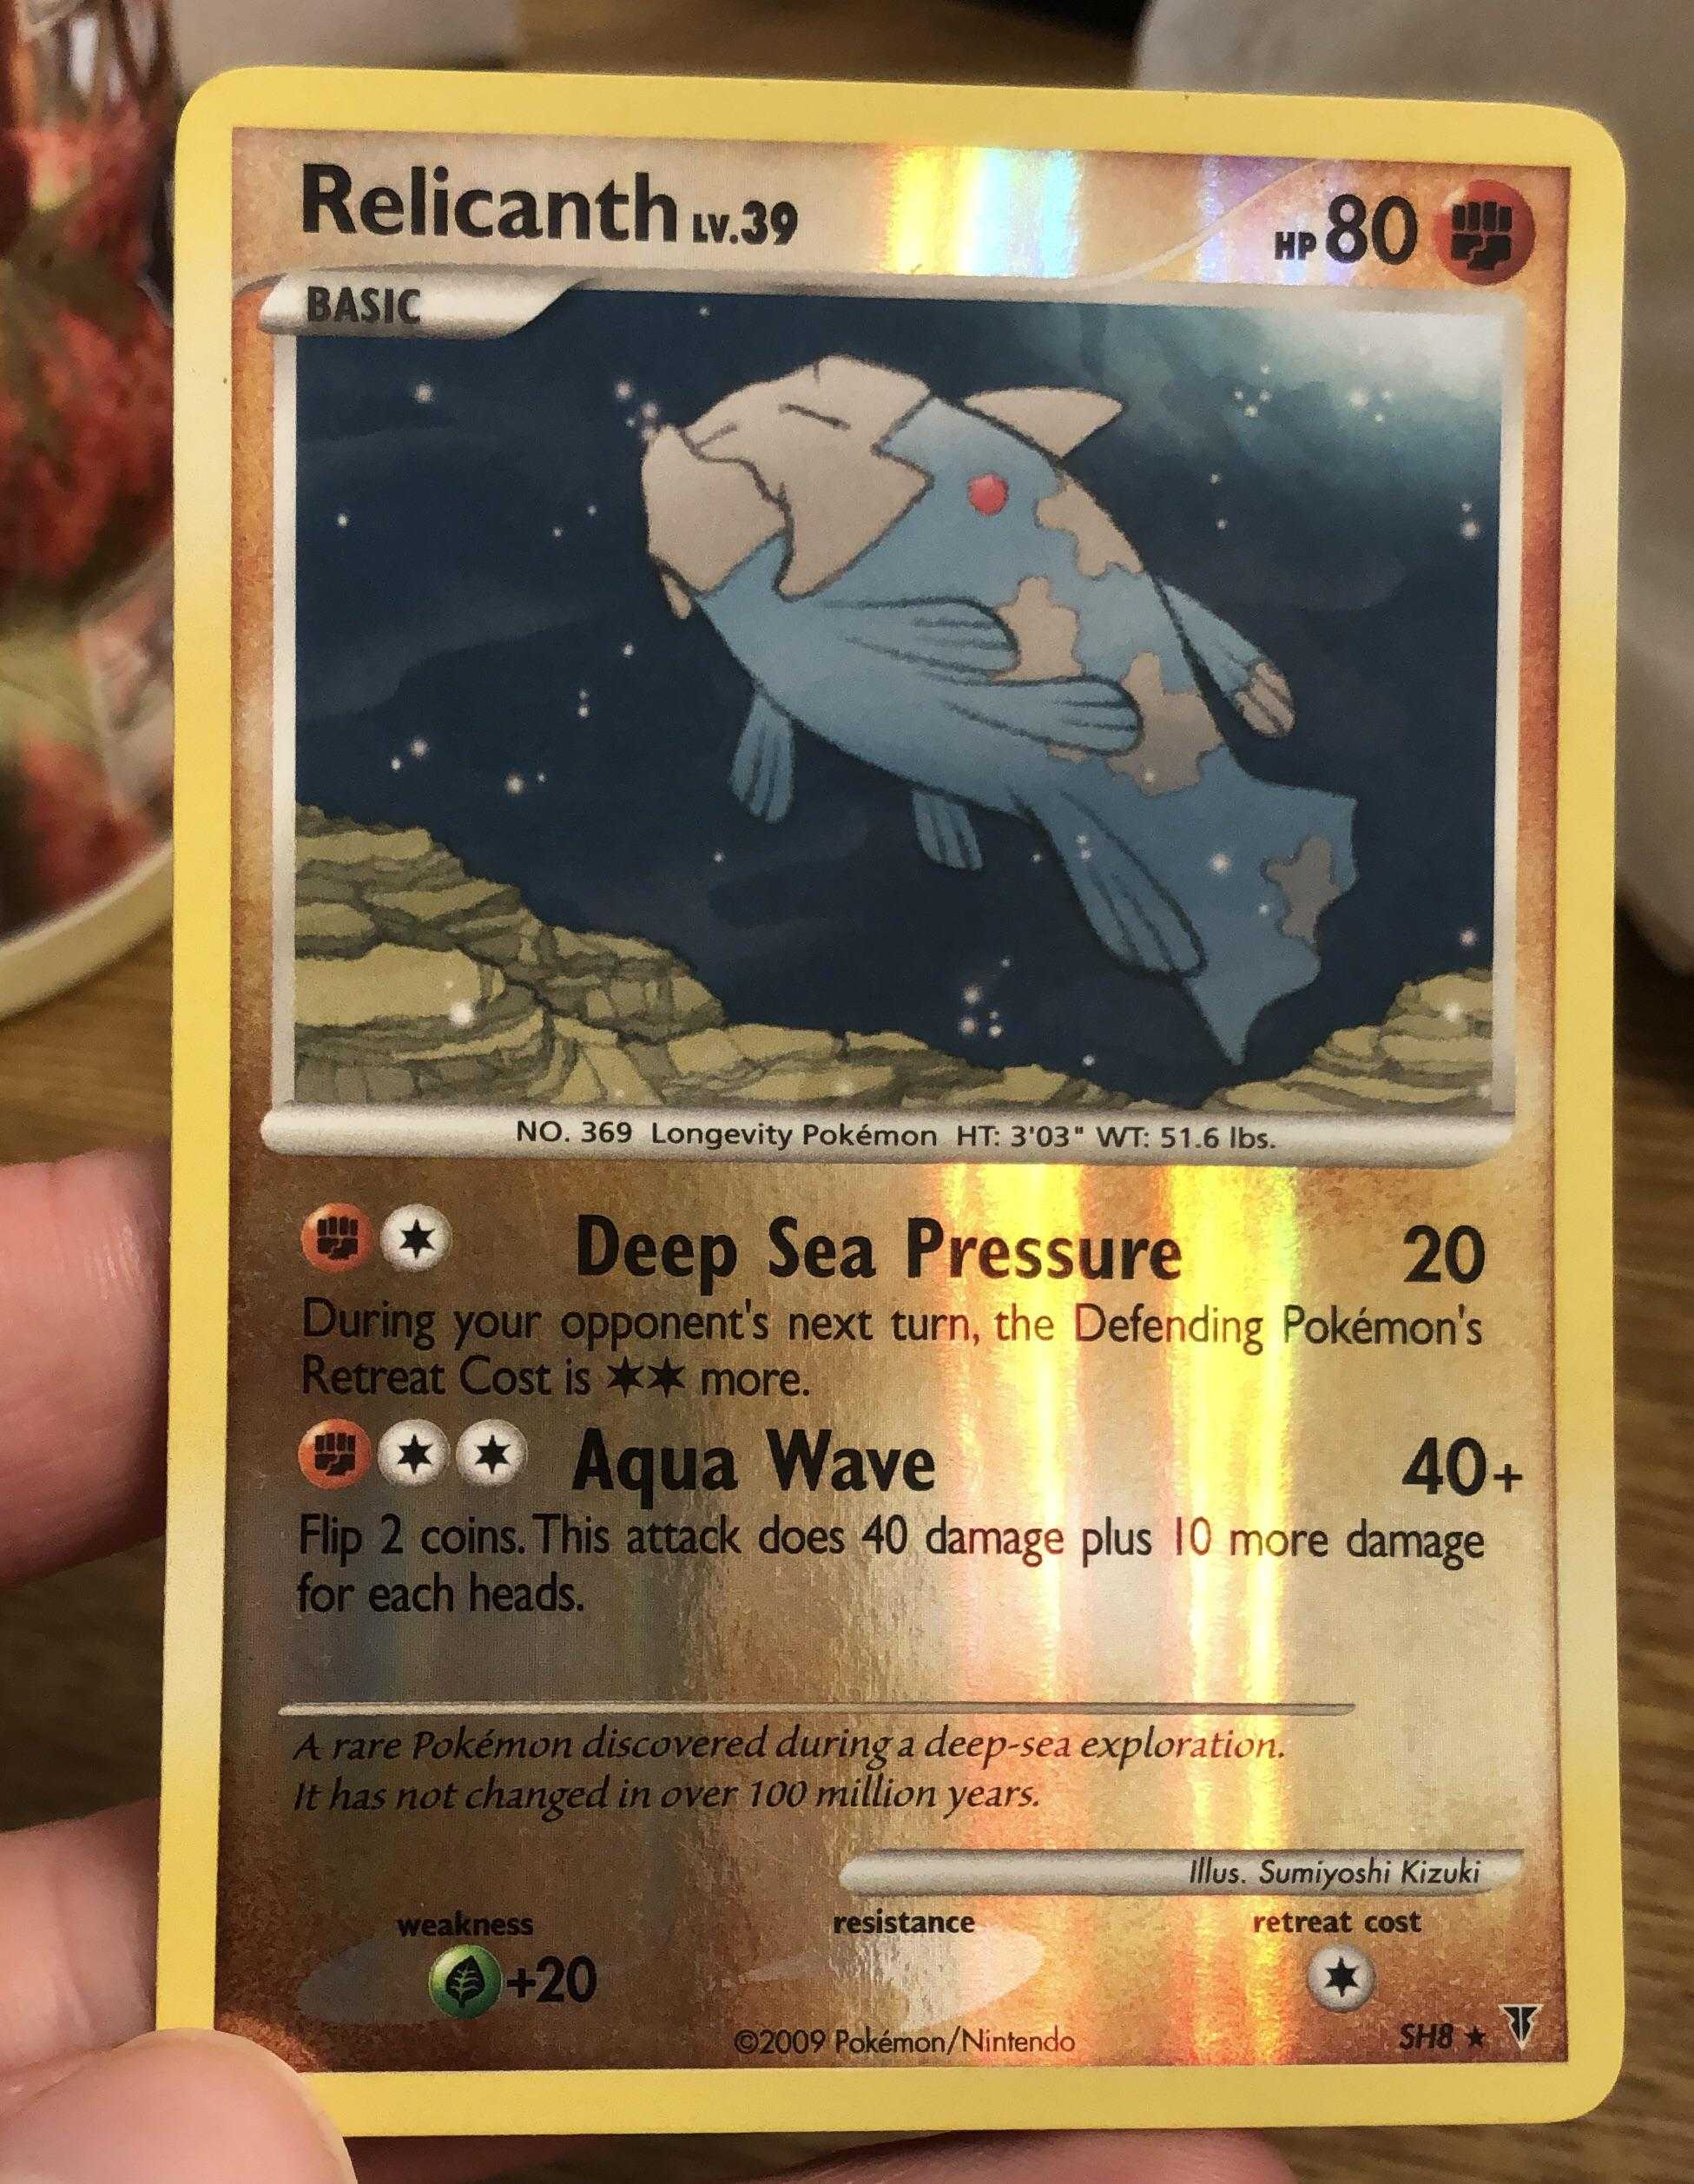 Relicanth LV.39
HP 80
BASIC
NO. 369 Longevity Pokémon HT: 3'03" WT: 51.6 lbs.
Deep Sea Pressure 20
During your opponent's next turn, the Defending Pokémon's
Retreat Cost is ✶✶ more.
Aqua Wave 40+
Flip 2 coins. This attack does 40 damage plus 10 more damage
for each heads.
A rare Pokémon discovered during a deep-sea exploration.
It has not changed in over 100 million years.
Illus. Sumiyoshi Kizuki
weakness resistance retreat cost
+20
©2009 Pokémon/Nintendo
SH8 ★